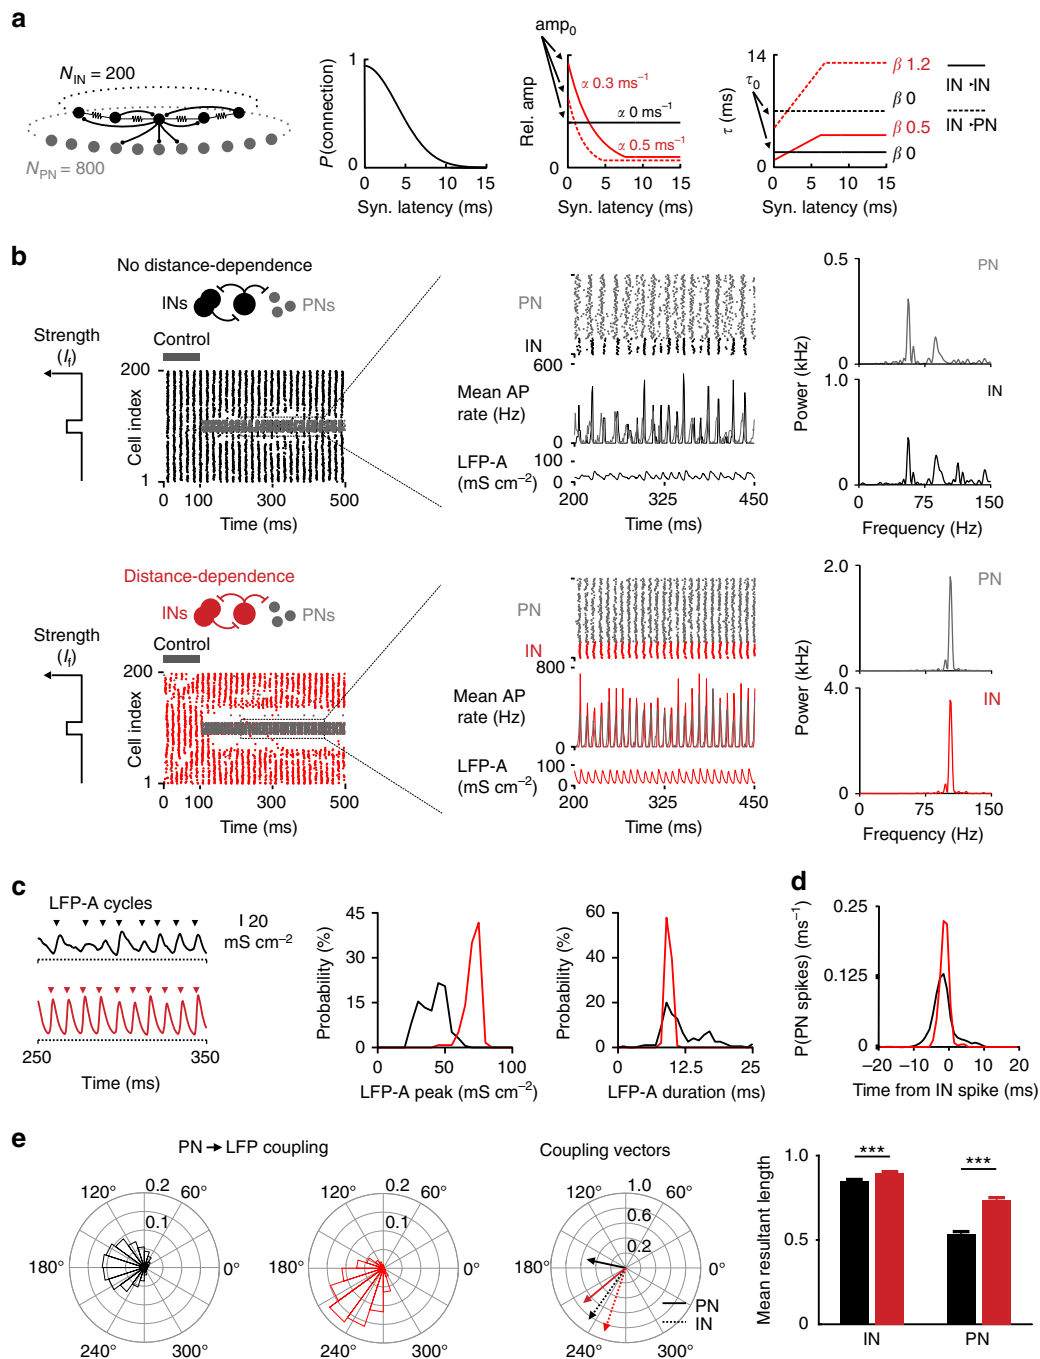 a
N_IN = 200
N_PN = 800
P(connection)
1
0
0 5 10 15
Syn. latency (ms)
amp₀
Rel. amp
α 0.3 ms⁻¹
α 0 ms⁻¹
α 0.5 ms⁻¹
0
0 5 10 15
Syn. latency (ms)
14
τ₀
τ (ms)
0
β 1.2
β 0
β 0.5
β 0
IN ➝ IN
IN ➝ PN
0 5 10 15
Syn. latency (ms)
b
No distance-dependence
INs
PNs
Strength
(I_f)
Control
200
Cell index
1
0 100 300 500
Time (ms)
PN
IN
600
Mean AP
rate (Hz)
0
LFP-A
(mS cm⁻²)
100
0
200 325 450
Time (ms)
0.5
PN
0
1.0
IN
0
Power (kHz)
0 75 150
Frequency (Hz)
Distance-dependence
INs
PNs
Strength
(I_f)
Control
200
Cell index
1
0 100 300 500
Time (ms)
PN
IN
800
Mean AP
rate (Hz)
0
LFP-A
(mS cm⁻²)
100
0
200 325 450
Time (ms)
2.0
PN
0
4.0
IN
0
Power (kHz)
0 75 150
Frequency (Hz)
c
LFP-A cycles
I 20
mS cm⁻²
250 350
Time (ms)
45
30
15
0
Probability (%)
0 50 100
LFP-A peak (mS cm⁻²)
60
40
20
0
Probability (%)
0 12.5 25
LFP-A duration (ms)
d
P(PN spikes) (ms⁻¹)
0.25
0.125
0
−20 −10 0 10 20
Time from IN spike (ms)
e
PN ➝ LFP coupling
120° 0.2 60°
0.1
180° 0°
240° 300°
120° 0.2 60°
0.1
180° 0°
240° 300°
Coupling vectors
120° 1.0 60°
0.6
0.2
180° 0°
240° 300°
PN
IN
Mean resultant length
1.0
0.5
0
*** ***
IN PN